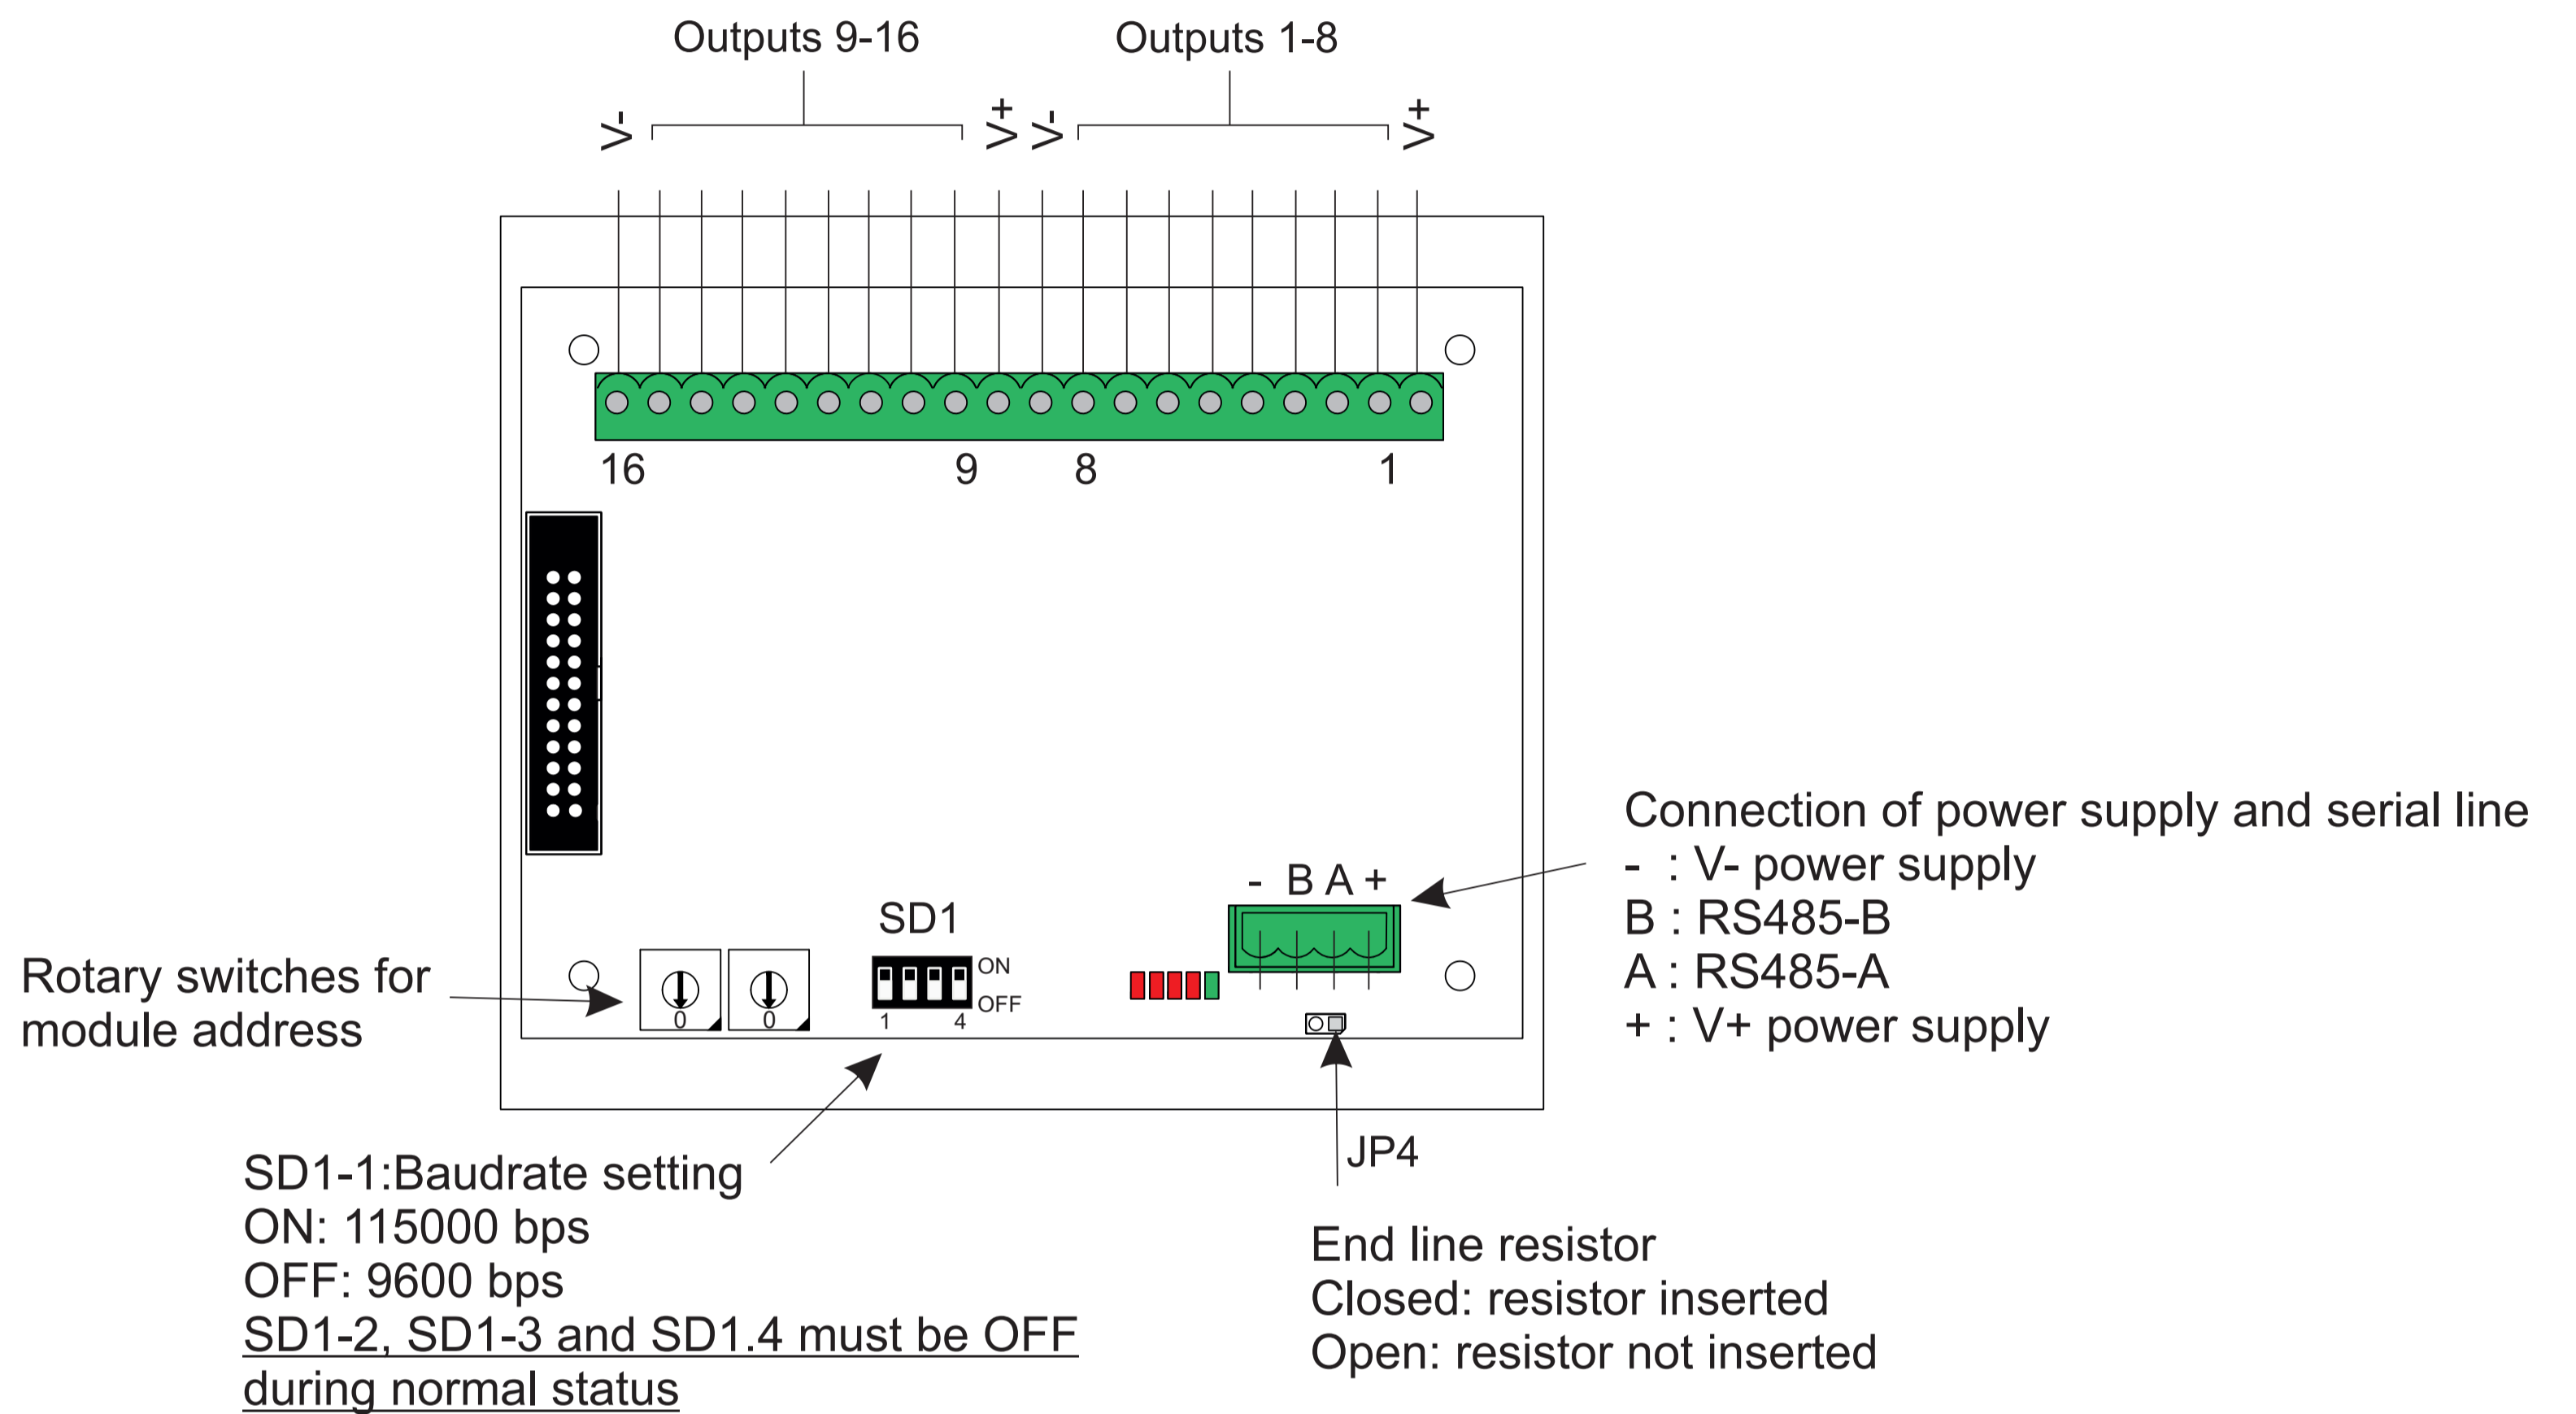 Outputs 9-16
Outputs 1-8
V-
V+
V-
V+
16
9
8
1
Connection of power supply and serial line
- : V- power supply
B : RS485-B
A : RS485-A
+ : V+ power supply
- B A +
SD1
ON
OFF
1
4
0
0
Rotary switches for
module address
JP4
SD1-1:Baudrate setting
ON: 115000 bps
OFF: 9600 bps
SD1-2, SD1-3 and SD1.4 must be OFF
during normal status
End line resistor
Closed: resistor inserted
Open: resistor not inserted